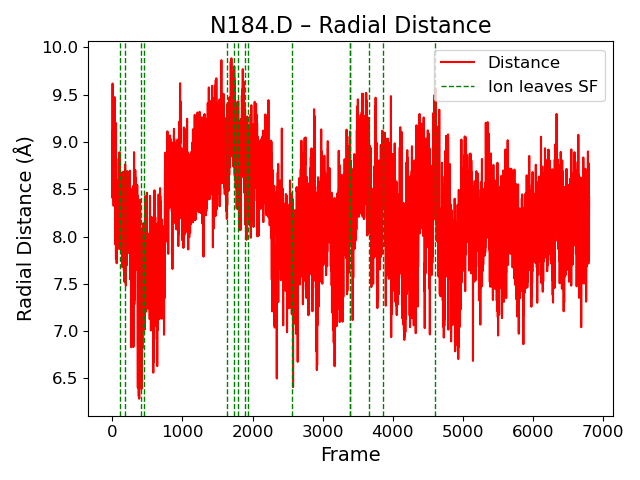 N184.D – Radial Distance
Radial Distance (Å)
10.0
9.5
9.0
8.5
8.0
7.5
7.0
6.5
Distance
Ion leaves SF
0 1000 2000 3000 4000 5000 6000 7000
Frame